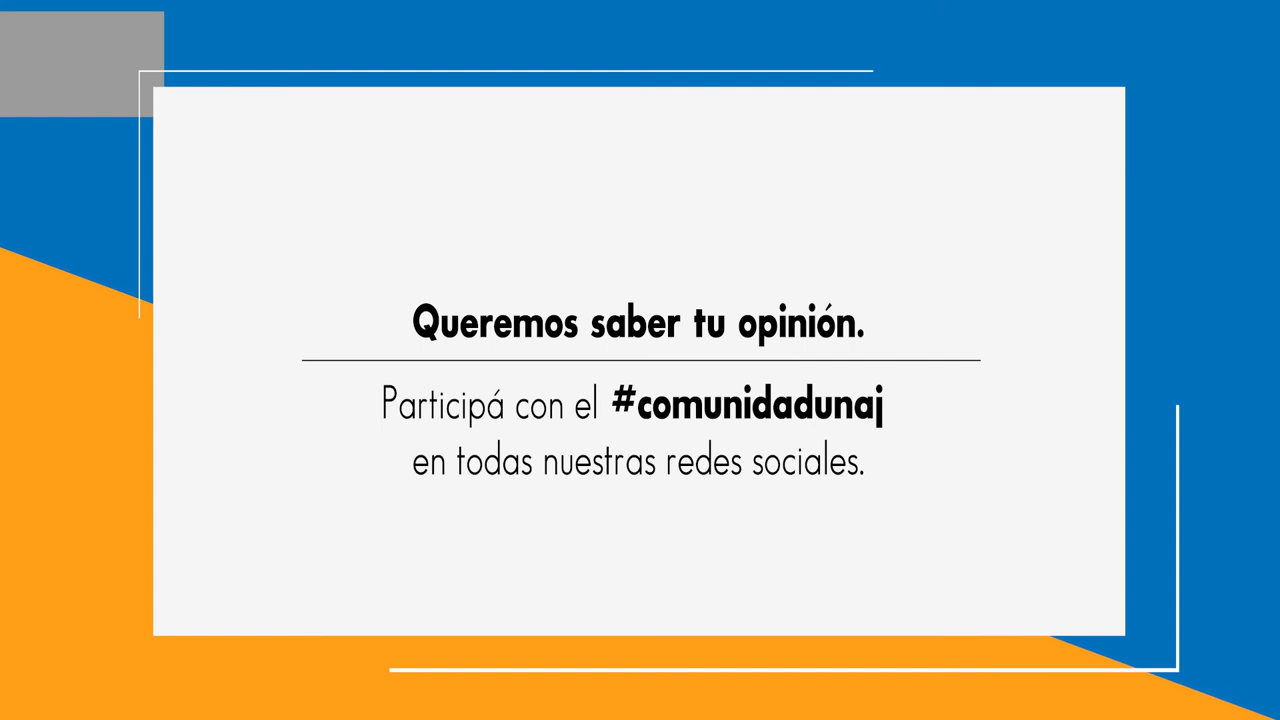 Queremos saber tu opinión.
Participá con el #comunidadunaj
en todas nuestras redes sociales.